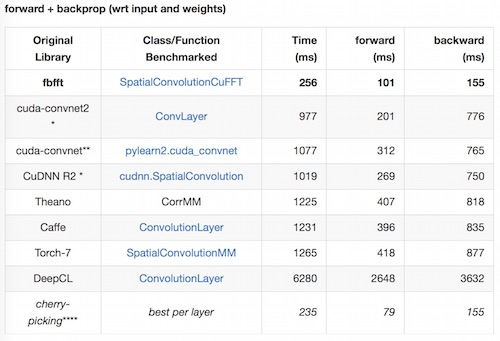 forward + backprop (wrt input and weights)
Original Library Class/Function Benchmarked Time (ms) forward (ms) backward (ms)
fbfft SpatialConvolutionCuFFT 256 101 155
cuda-convnet2 * ConvLayer 977 201 776
cuda-convnet** pylearn2.cuda_convnet 1077 312 765
CuDNN R2 * cudnn.SpatialConvolution 1019 269 750
Theano CorrMM 1225 407 818
Caffe ConvolutionLayer 1231 396 835
Torch-7 SpatialConvolutionMM 1265 418 877
DeepCL ConvolutionLayer 6280 2648 3632
cherry-picking**** best per layer 235 79 155